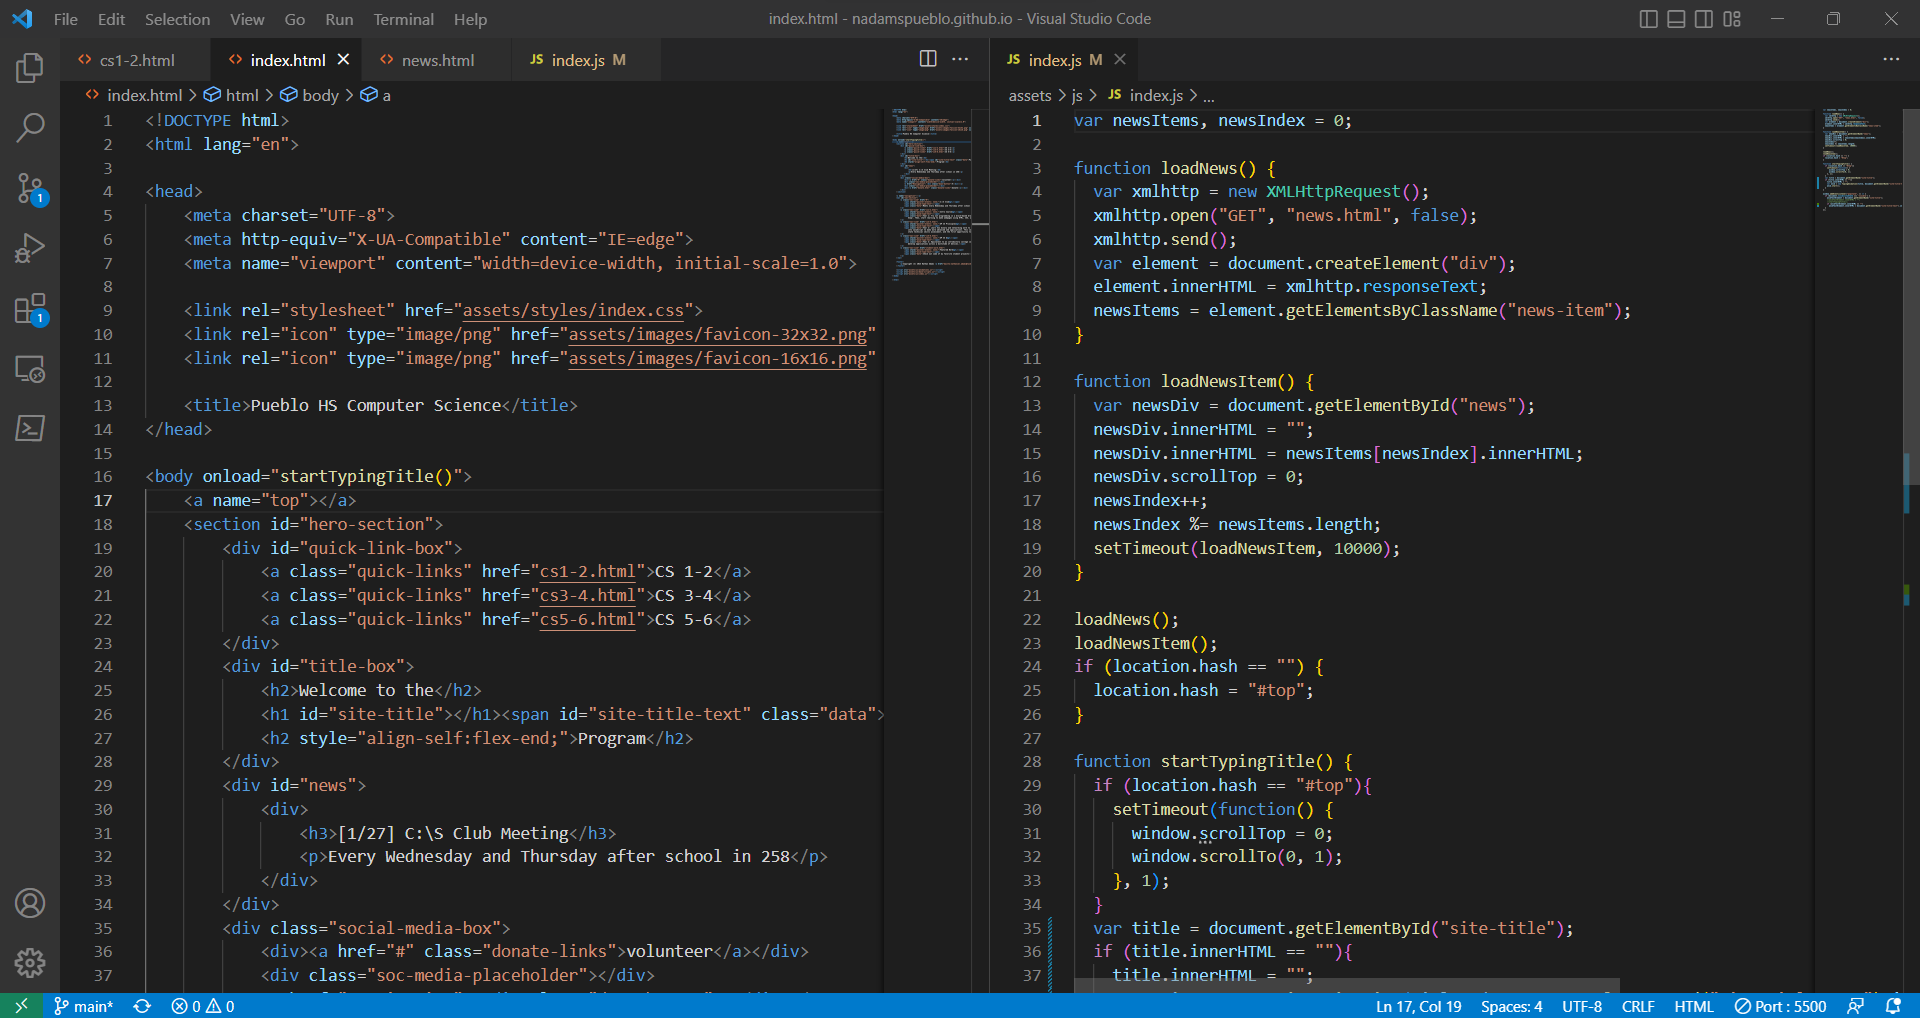 File Edit Selection View Go Run Terminal Help
index.html - nadamspueblo.github.io - Visual Studio Code
cs1-2.html index.html news.html JS index.js M
index.html > html > body > a
1 <!DOCTYPE html>
2 <html lang="en">
3
4 <head>
5 <meta charset="UTF-8">
6 <meta http-equiv="X-UA-Compatible" content="IE=edge">
7 <meta name="viewport" content="width=device-width, initial-scale=1.0">
8
9 <link rel="stylesheet" href="assets/styles/index.css">
10 <link rel="icon" type="image/png" href="assets/images/favicon-32x32.png"
11 <link rel="icon" type="image/png" href="assets/images/favicon-16x16.png"
12
13 <title>Pueblo HS Computer Science</title>
14 </head>
15
16 <body onload="startTypingTitle()">
17 <a name="top"></a>
18 <section id="hero-section">
19 <div id="quick-link-box">
20 <a class="quick-links" href="cs1-2.html">CS 1-2</a>
21 <a class="quick-links" href="cs3-4.html">CS 3-4</a>
22 <a class="quick-links" href="cs5-6.html">CS 5-6</a>
23 </div>
24 <div id="title-box">
25 <h2>Welcome to the</h2>
26 <h1 id="site-title"></h1><span id="site-title-text" class="data">
27 <h2 style="align-self:flex-end;">Program</h2>
28 </div>
29 <div id="news">
30 <div>
31 <h3>[1/27] C:\S Club Meeting</h3>
32 <p>Every Wednesday and Thursday after school in 258</p>
33 </div>
34 </div>
35 <div class="social-media-box">
36 <div><a href="#" class="donate-links">volunteer</a></div>
37 <div class="soc-media-placeholder"></div>
JS index.js M
assets > js > JS index.js > ...
1 var newsItems, newsIndex = 0;
2
3 function loadNews() {
4 var xmlhttp = new XMLHttpRequest();
5 xmlhttp.open("GET", "news.html", false);
6 xmlhttp.send();
7 var element = document.createElement("div");
8 element.innerHTML = xmlhttp.responseText;
9 newsItems = element.getElementsByClassName("news-item");
10 }
11
12 function loadNewsItem() {
13 var newsDiv = document.getElementById("news");
14 newsDiv.innerHTML = "";
15 newsDiv.innerHTML = newsItems[newsIndex].innerHTML;
16 newsDiv.scrollTop = 0;
17 newsIndex++;
18 newsIndex %= newsItems.length;
19 setTimeout(loadNewsItem, 10000);
20 }
21
22 loadNews();
23 loadNewsItem();
24 if (location.hash == "") {
25 location.hash = "#top";
26 }
27
28 function startTypingTitle() {
29 if (location.hash == "#top"){
30 setTimeout(function() {
31 window.scrollTop = 0;
32 window.scrollTo(0, 1);
33 }, 1);
34 }
35 var title = document.getElementById("site-title");
36 if (title.innerHTML == ""){
37 title.innerHTML = "";
1
1
main* 0 0
Ln 17, Col 19 Spaces: 4 UTF-8 CRLF HTML Port : 5500